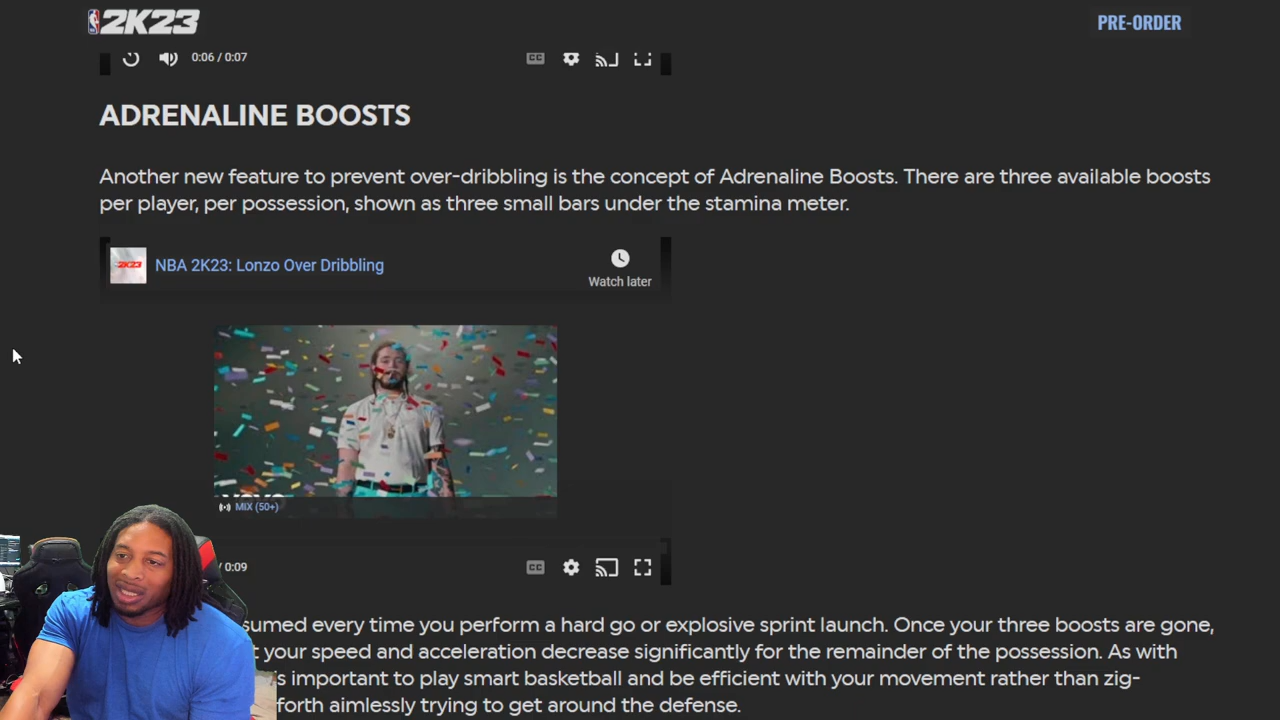 2K23
PRE-ORDER
0:06 / 0:07
CC
ADRENALINE BOOSTS
Another new feature to prevent over-dribbling is the concept of Adrenaline Boosts. There are three available boosts
per player, per possession, shown as three small bars under the stamina meter.
2K23
NBA 2K23: Lonzo Over Dribbling
Watch later
MIX (50+)
/ 0:09
CC
sumed every time you perform a hard go or explosive sprint launch. Once your three boosts are gone,
t your speed and acceleration decrease significantly for the remainder of the possession. As with
s important to play smart basketball and be efficient with your movement rather than zig-
forth aimlessly trying to get around the defense.